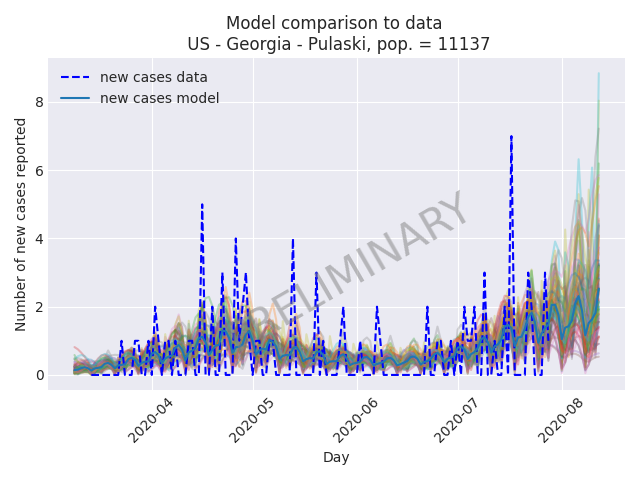 Model comparison to data
US - Georgia - Pulaski, pop. = 11137
new cases data
new cases model
PRELIMINARY
Number of new cases reported
8
6
4
2
0
2020-04
2020-05
2020-06
2020-07
2020-08
Day